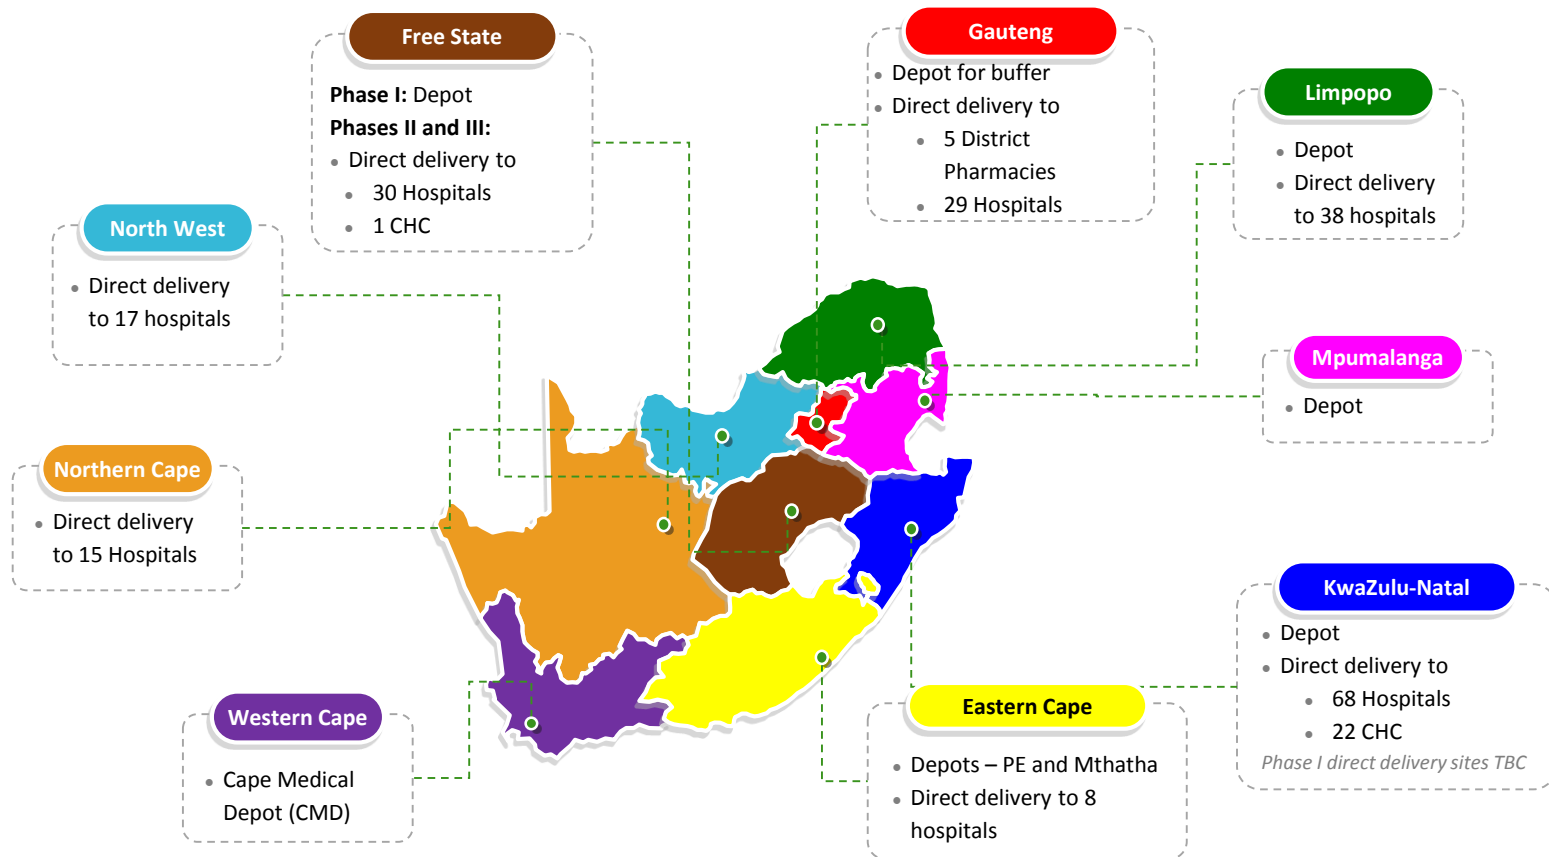 Free State
Phase I: Depot
Phases II and III:
• Direct delivery to
• 30 Hospitals
• 1 CHC
Gauteng
• Depot for buffer
• Direct delivery to
• 5 District
Pharmacies
• 29 Hospitals
Limpopo
• Depot
• Direct delivery
to 38 hospitals
North West
• Direct delivery
to 17 hospitals
Mpumalanga
• Depot
Northern Cape
• Direct delivery
to 15 Hospitals
KwaZulu-Natal
• Depot
• Direct delivery to
• 68 Hospitals
• 22 CHC
Phase I direct delivery sites TBC
Western Cape
• Cape Medical
Depot (CMD)
Eastern Cape
• Depots – PE and Mthatha
• Direct delivery to 8
hospitals